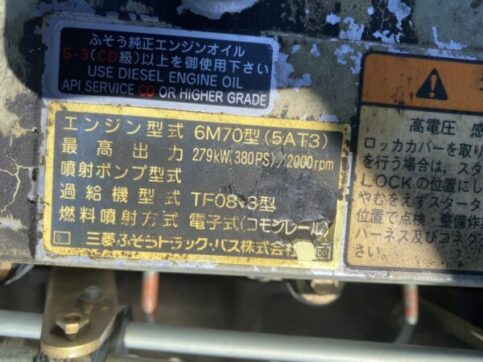 ふそう純正エンジンオイル
S-3(CD級)以上を御使用下さい
USE DIESEL ENGINE OIL
API SERVICE CD OR HIGHER GRADE
エンジン型式 6M70型(5AT3)
最高出力 279kW(380PS)/2000rpm
噴射ポンプ型式
過給機型式 TF08 3型
燃料噴射方式 電子式(コモンレール)
三菱ふそうトラック・バス株式会
高電圧 感
ロッカカバーを取り
を行う場合は,スタ
LOCKの位置にし
やむをえずスタータ
位置で点検・整備作
ハーネス及びコネク
さい。